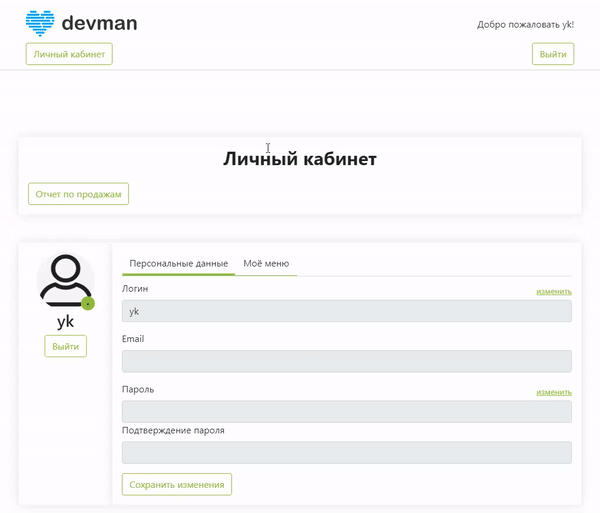 devman
Добро пожаловать yk!
Личный кабинет
Выйти
Личный кабинет
Отчет по продажам
yk
Выйти
Персональные данные
Моё меню
Логин
изменить
yk
Email
Пароль
изменить
Подтверждение пароля
Сохранить изменения